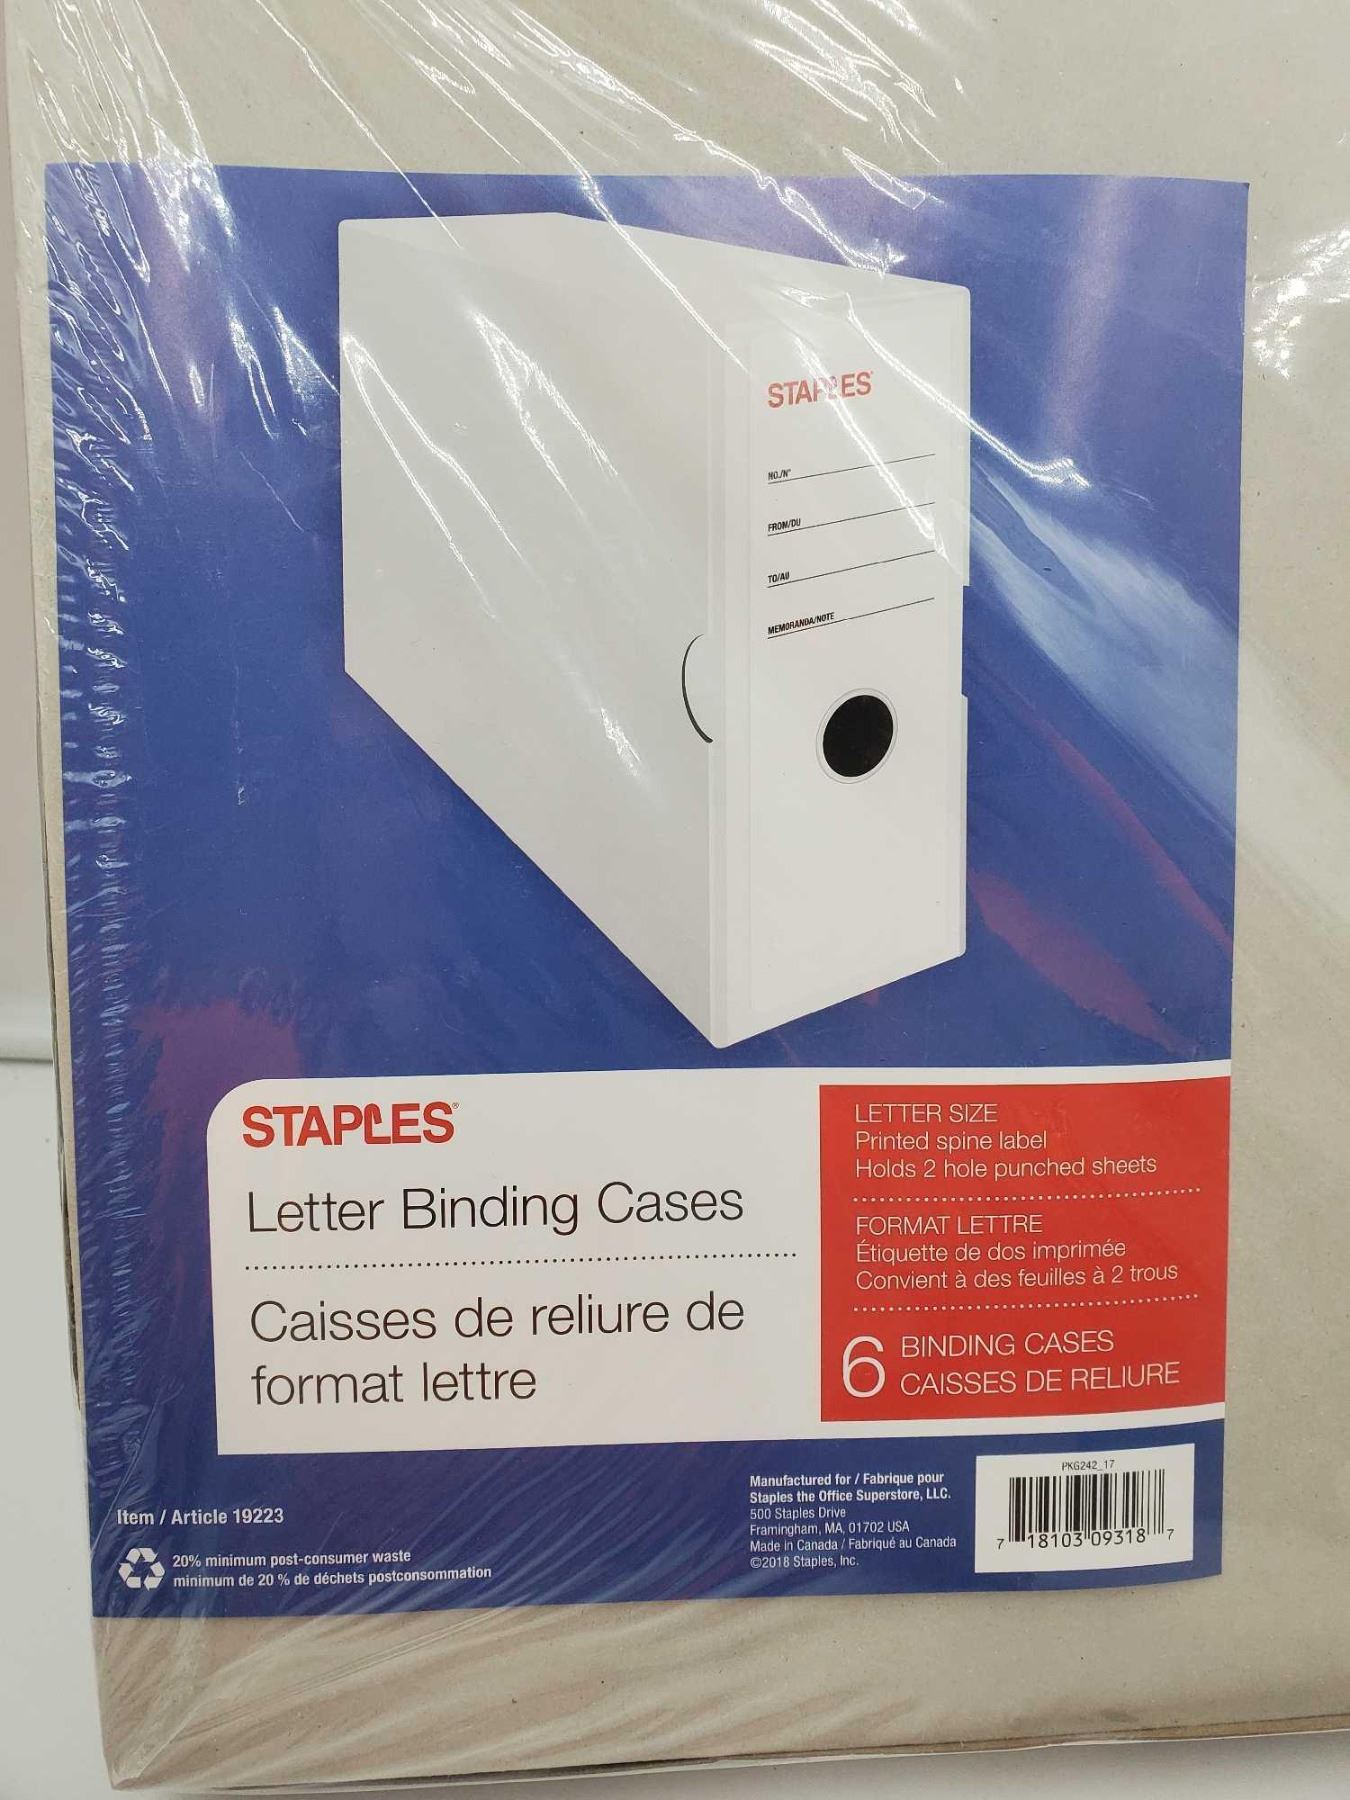 STAPLES
NO./N°
FROM/DU
TO/AU
MEMORANDA/NOTE
STAPLES®
Letter Binding Cases
Caisses de reliure de
format lettre
LETTER SIZE
Printed spine label
Holds 2 hole punched sheets
FORMAT LETTRE
Étiquette de dos imprimée
Convient à des feuilles à 2 trous
6 BINDING CASES
CAISSES DE RELIURE
Item / Article 19223
20% minimum post-consumer waste
minimum de 20 % de déchets postconsommation
Manufactured for / Fabrique pour
Staples the Office Superstore, LLC.
500 Staples Drive
Framingham, MA, 01702 USA
Made in Canada / Fabriqué au Canada
©2018 Staples, Inc.
PKG242_17
7 18103 09318 7